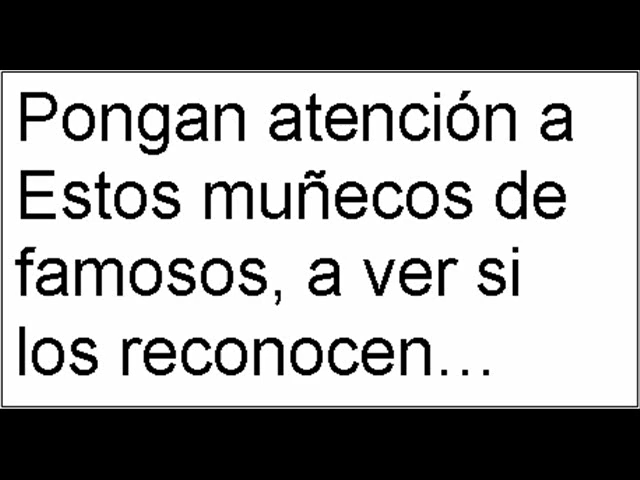 Pongan atención a
Estos muñecos de
famosos, a ver si
los reconocen...